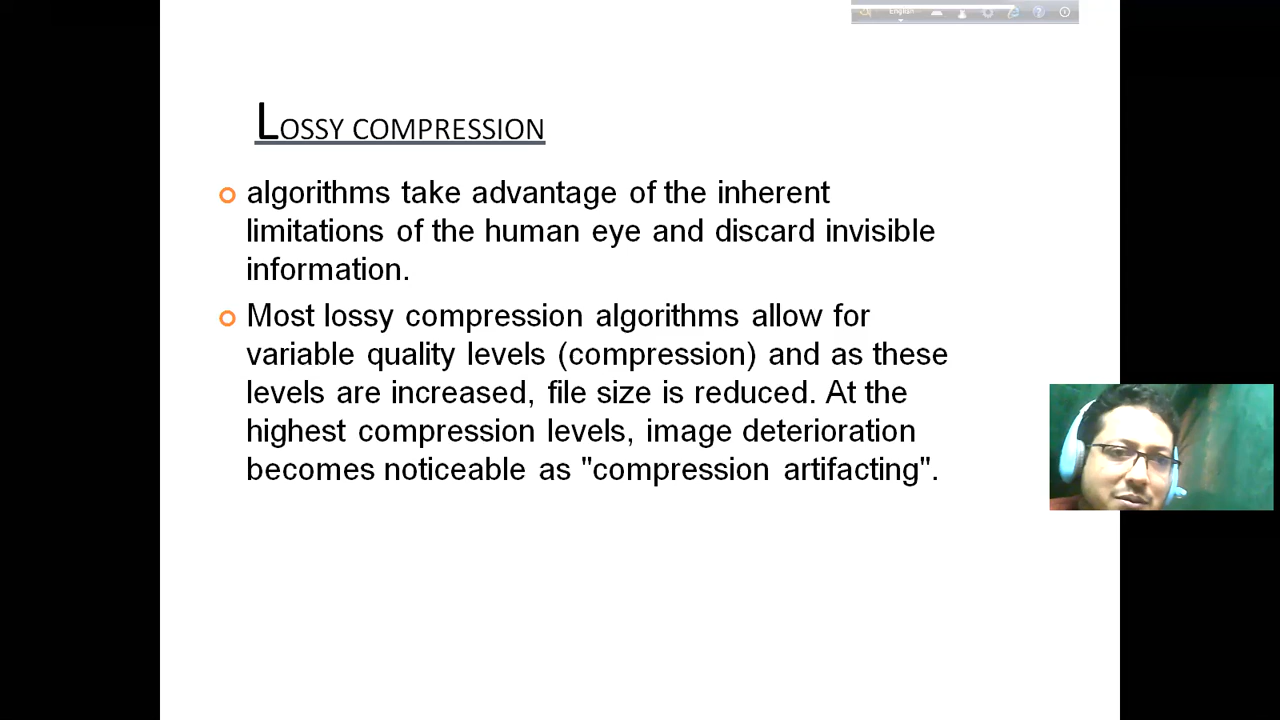 English
LOSSY COMPRESSION
algorithms take advantage of the inherent
limitations of the human eye and discard invisible
information.
Most lossy compression algorithms allow for
variable quality levels (compression) and as these
levels are increased, file size is reduced. At the
highest compression levels, image deterioration
becomes noticeable as "compression artifacting".